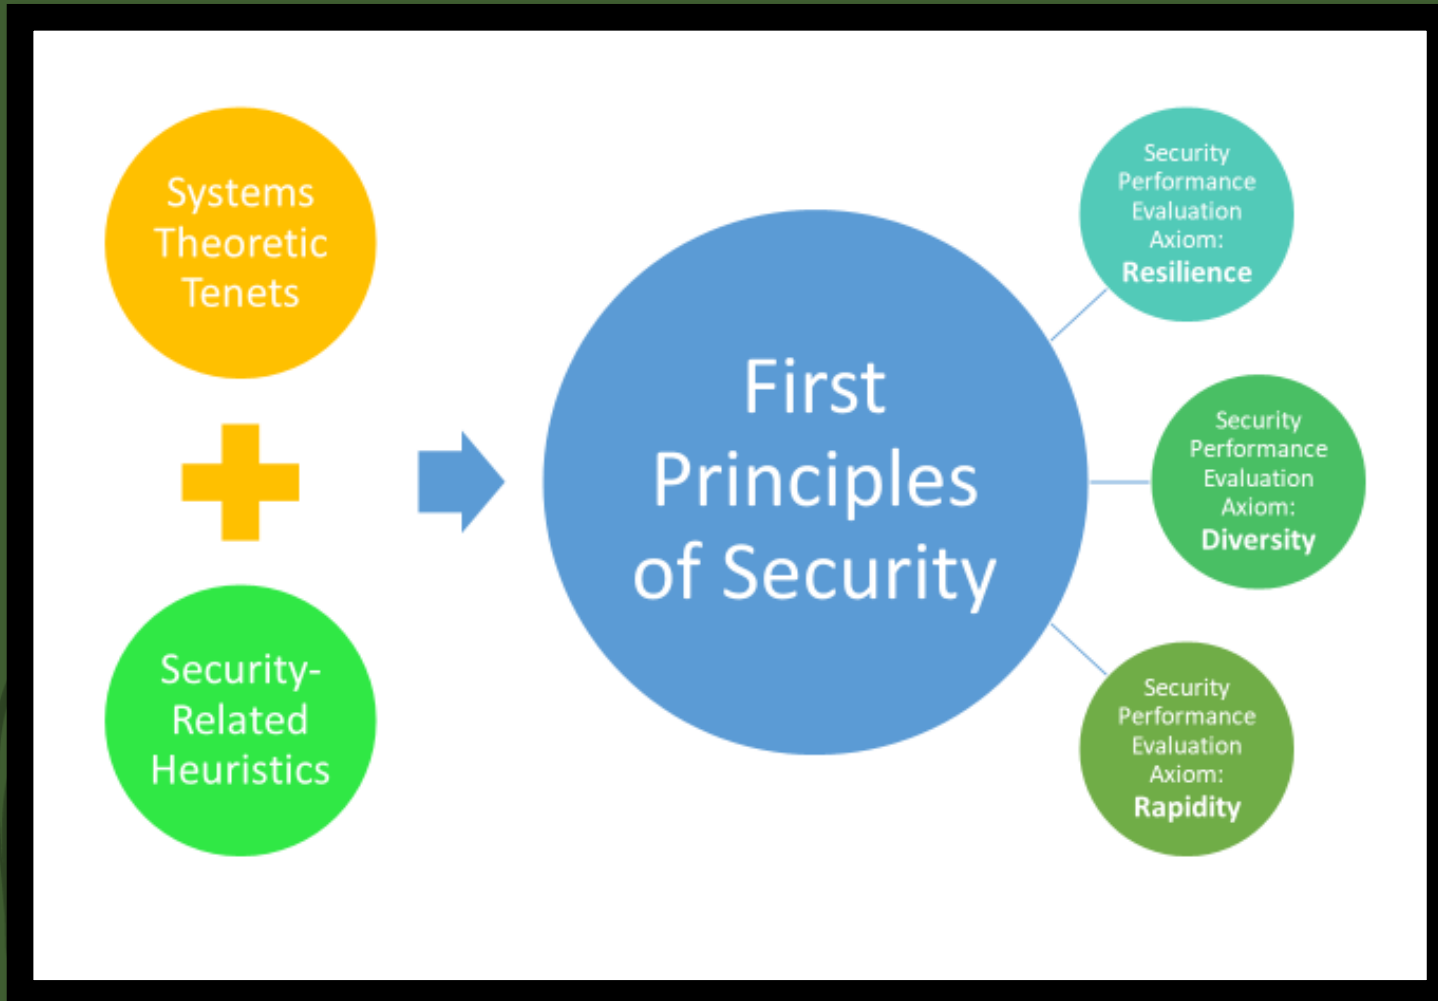 Systems
Theoretic
Tenets
Security-
Related
Heuristics
First
Principles
of Security
Security
Performance
Evaluation
Axiom:
Resilience
Security
Performance
Evaluation
Axiom:
Diversity
Security
Performance
Evaluation
Axiom:
Rapidity